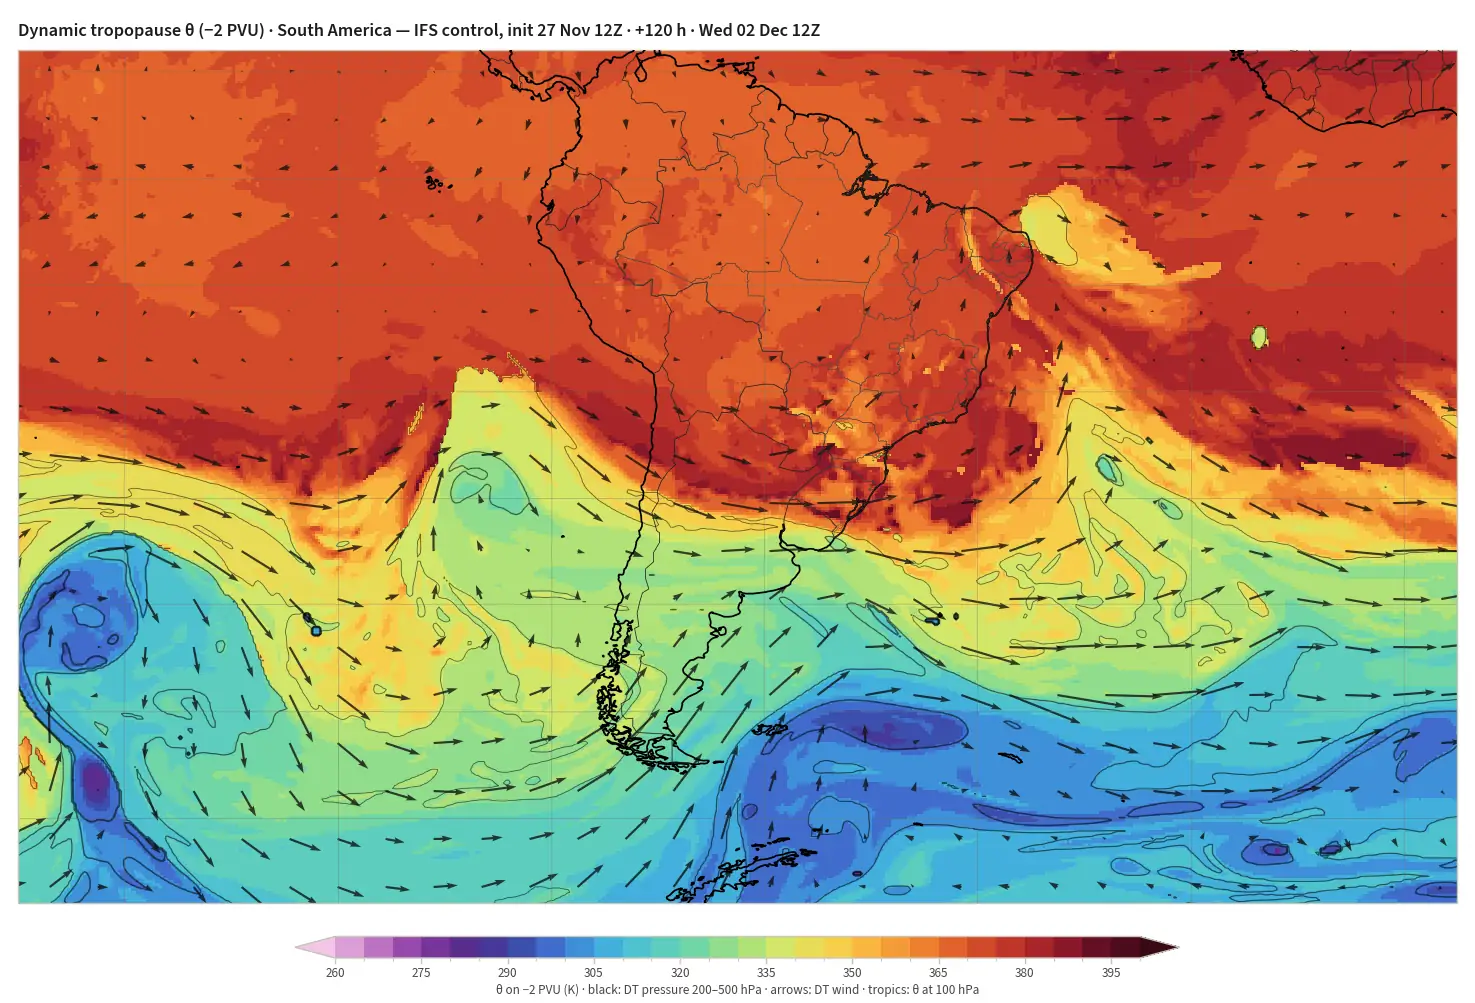 Dynamic tropopause θ (−2 PVU) · South America — IFS control, init 27 Nov 12Z · +120 h · Wed 02 Dec 12Z
260 275 290 305 320 335 350 365 380 395
θ on −2 PVU (K) · black: DT pressure 200–500 hPa · arrows: DT wind · tropics: θ at 100 hPa